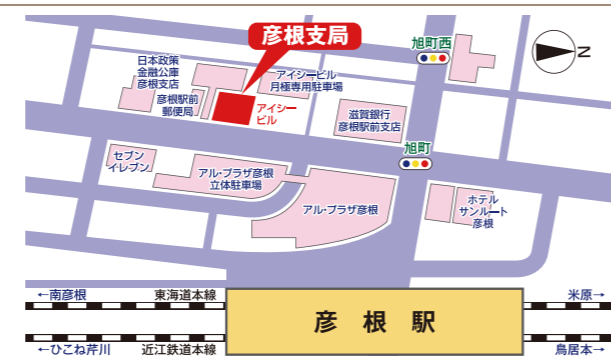 彦根支局
旭町西
N
日本政策
金融公庫
彦根支店
アイシービル
月極専用駐車場
彦根駅前
郵便局
アイシー
ビル
滋賀銀行
彦根駅前支店
旭町
セブン
イレブン
アル・プラザ彦根
立体駐車場
アル・プラザ彦根
ホテル
サンルート
彦根
←南彦根
東海道本線
米原→
彦根駅
←ひこね芹川
近江鉄道本線
鳥居本→